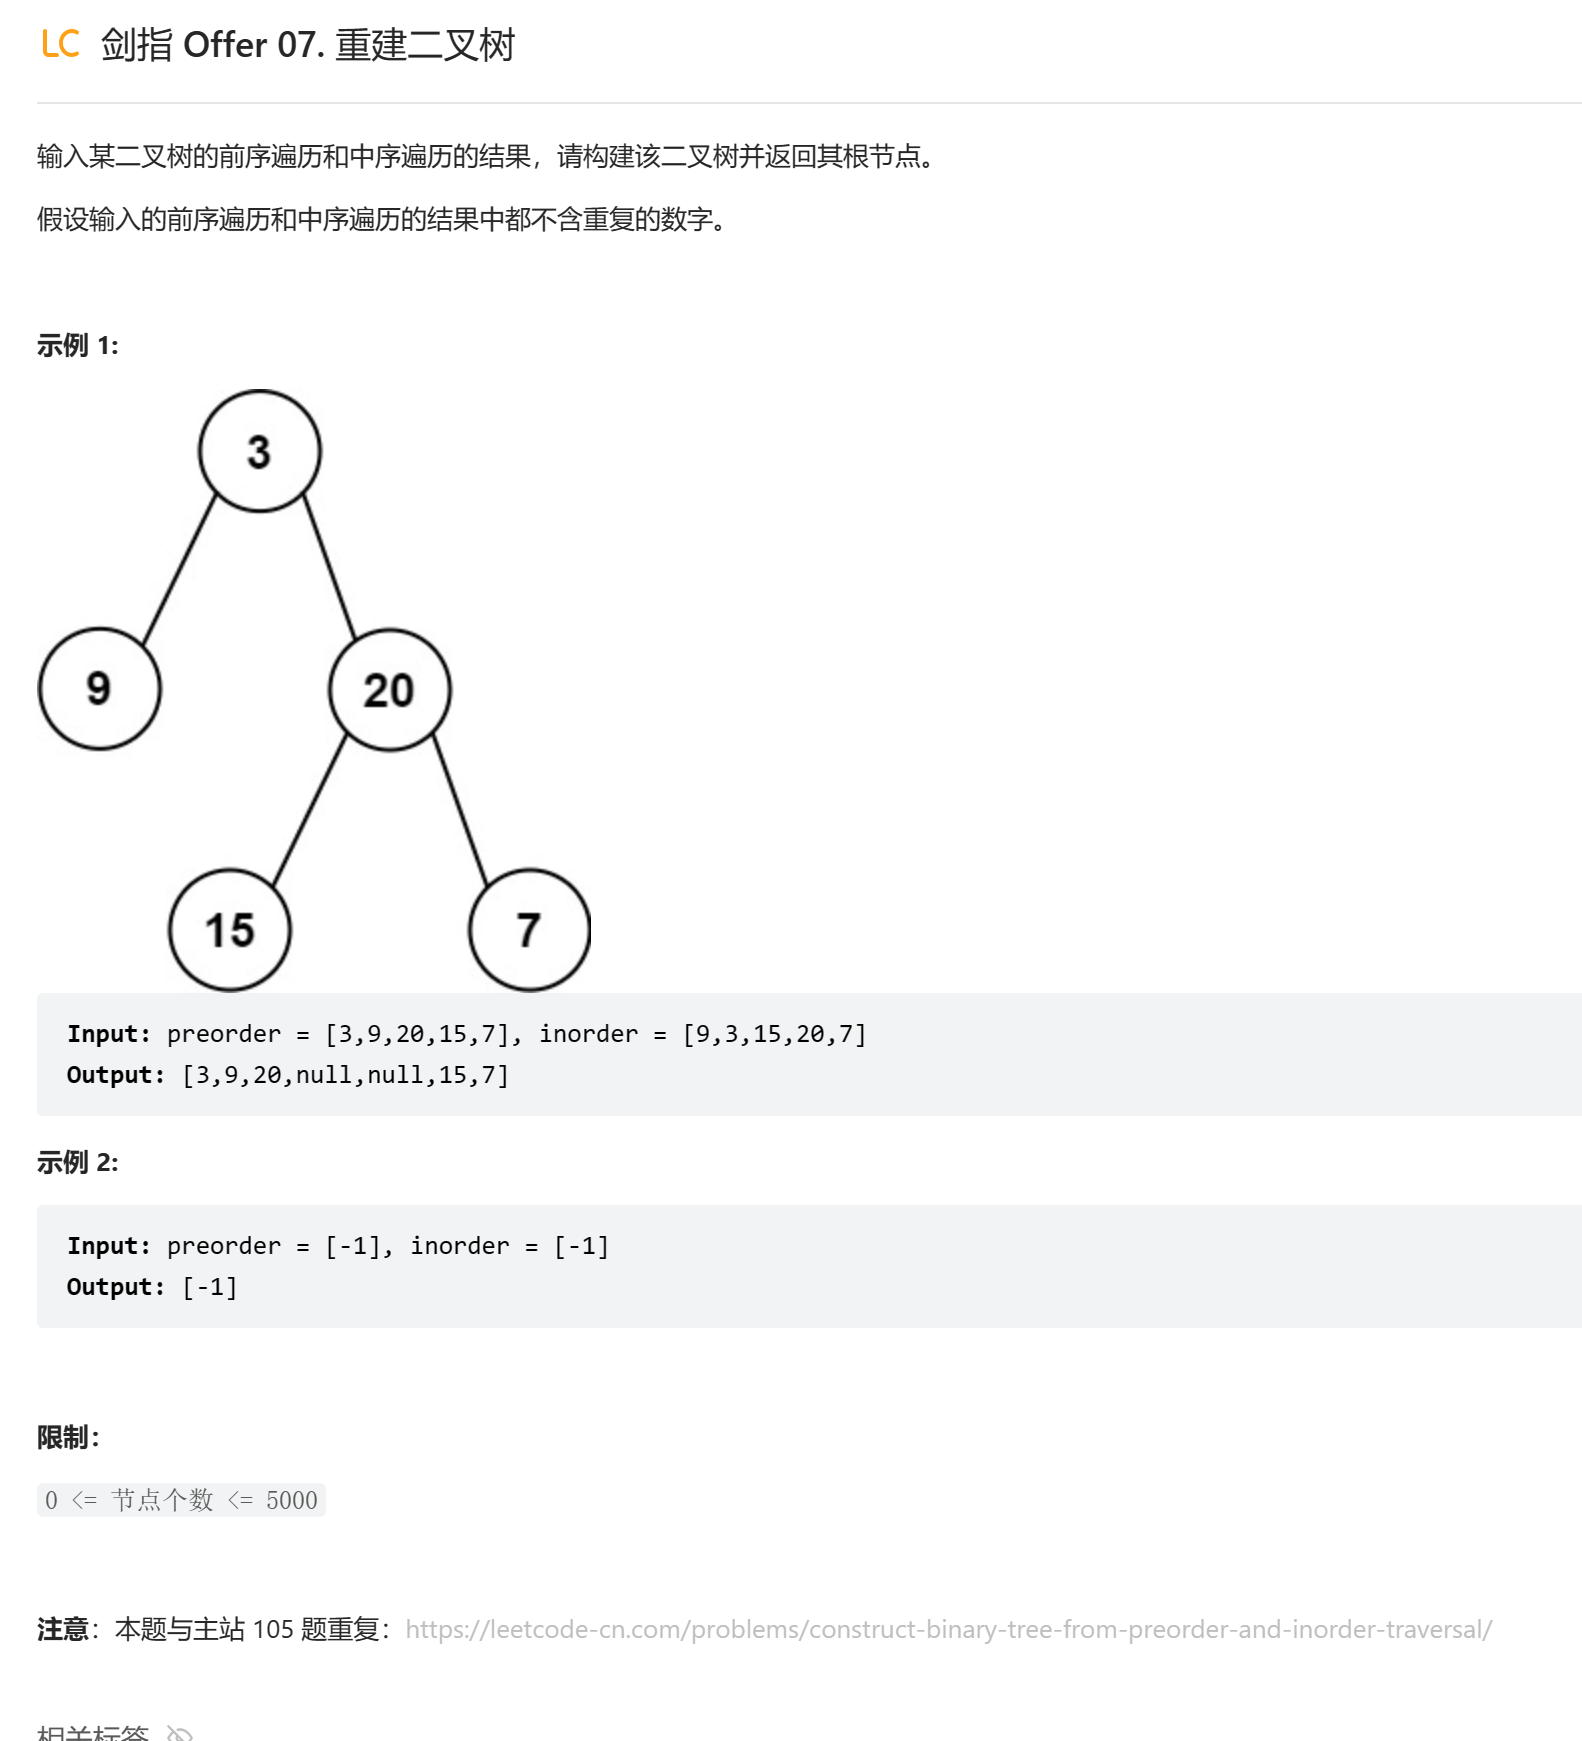 LC 剑指 Offer 07. 重建二叉树
输入某二叉树的前序遍历和中序遍历的结果，请构建该二叉树并返回其根节点。
假设输入的前序遍历和中序遍历的结果中都不含重复的数字。
示例 1:
3
9
20
15
7
Input: preorder = [3,9,20,15,7], inorder = [9,3,15,20,7]
Output: [3,9,20,null,null,15,7]
示例 2:
Input: preorder = [-1], inorder = [-1]
Output: [-1]
限制：
0 <= 节点个数 <= 5000
注意：本题与主站 105 题重复：https://leetcode-cn.com/problems/construct-binary-tree-from-preorder-and-inorder-traversal/
相关标签